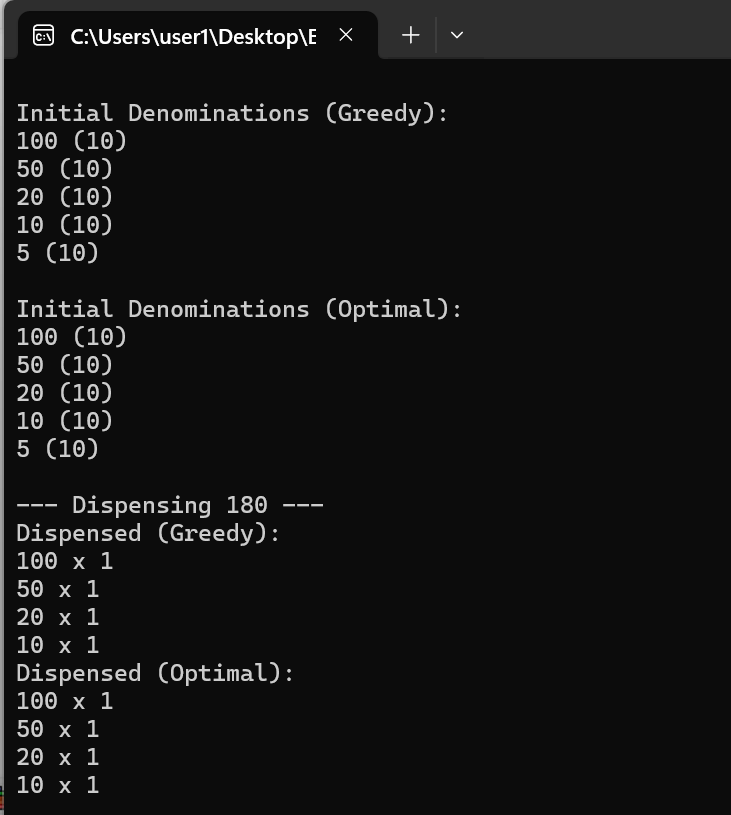 C:\Users\user1\Desktop\E
Initial Denominations (Greedy):
100 (10)
50 (10)
20 (10)
10 (10)
5 (10)
Initial Denominations (Optimal):
100 (10)
50 (10)
20 (10)
10 (10)
5 (10)
--- Dispensing 180 ---
Dispensed (Greedy):
100 x 1
50 x 1
20 x 1
10 x 1
Dispensed (Optimal):
100 x 1
50 x 1
20 x 1
10 x 1